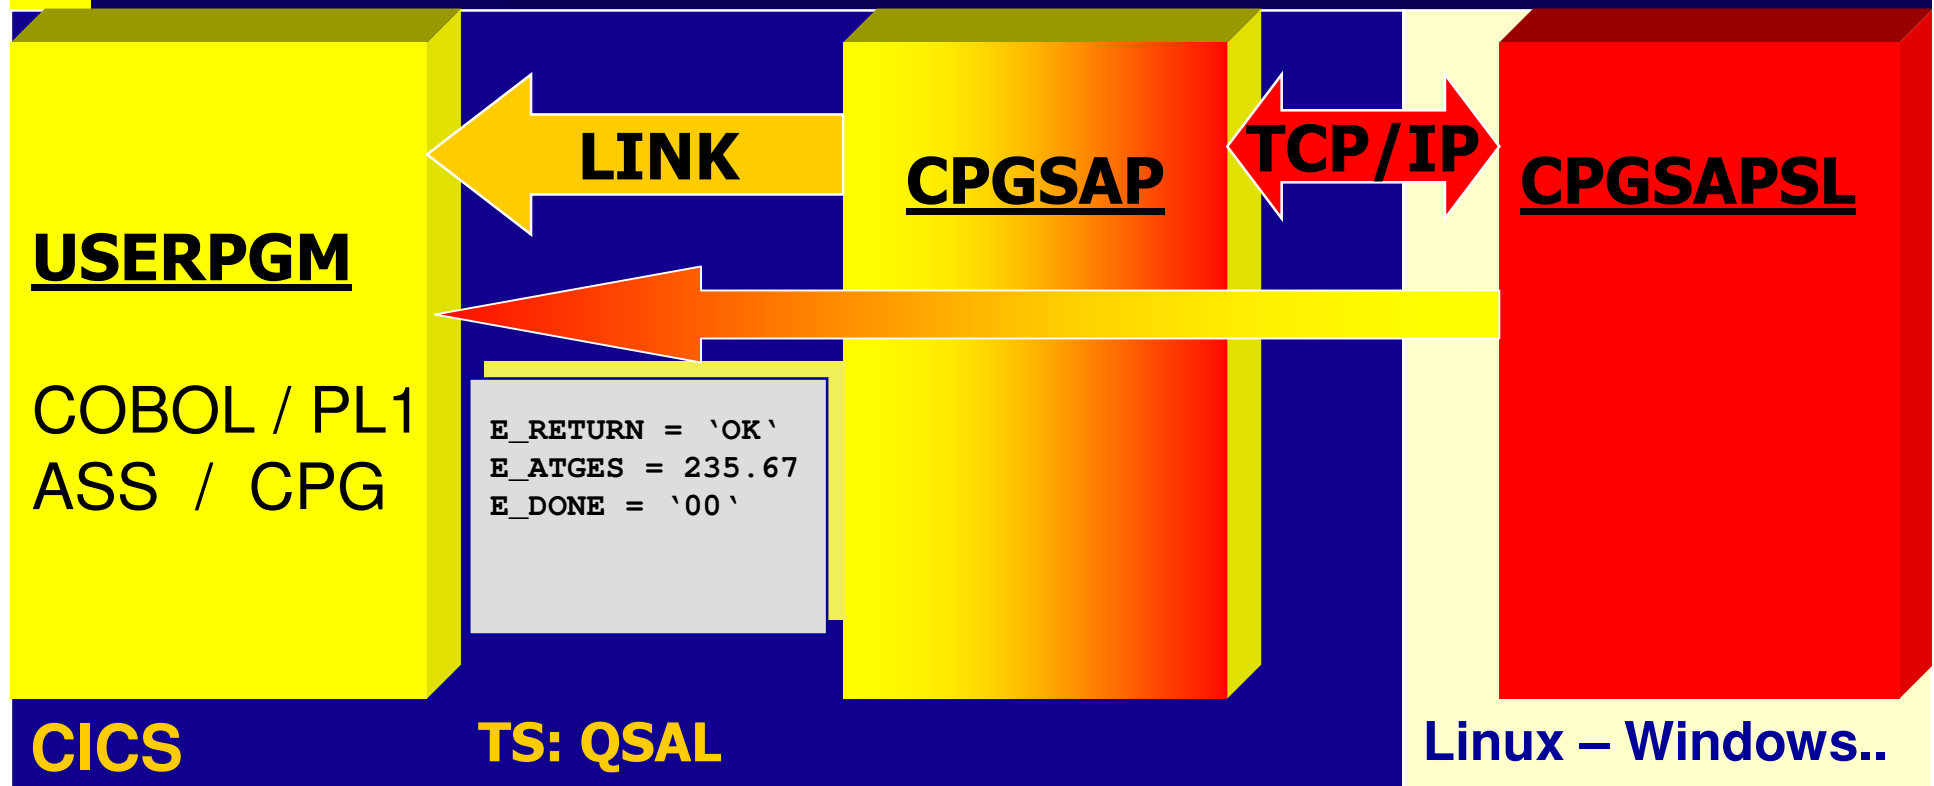 LINK
TCP/IP
CPGSAP
CPGSAPSL
USERPGM
COBOL / PL1
ASS / CPG
E_RETURN = `OK`
E_ATGES = 235.67
E_DONE = `00`
CICS
TS: QSAL
Linux – Windows..